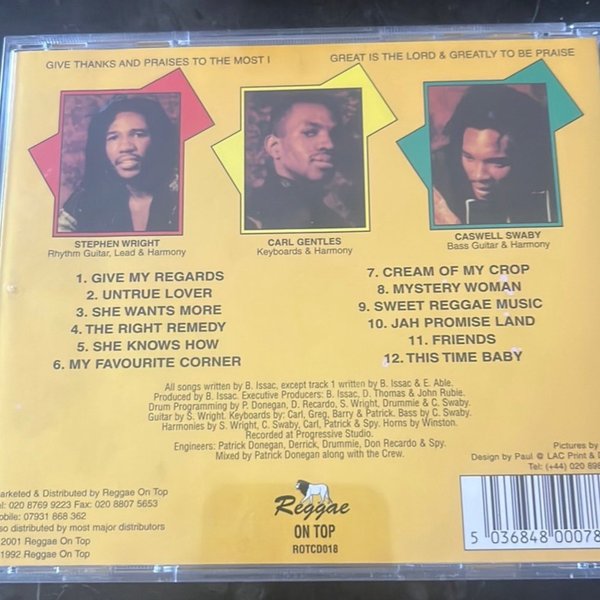 GIVE THANKS AND PRAISES TO THE MOST I
GREAT IS THE LORD & GREATLY TO BE PRAISE
STEPHEN WRIGHT
Rhythm Guitar, Lead & Harmony
CARL GENTLES
Keyboards & Harmony
CASWELL SWABY
Bass Guitar & Harmony
1. GIVE MY REGARDS
2. UNTRUE LOVER
3. SHE WANTS MORE
4. THE RIGHT REMEDY
5. SHE KNOWS HOW
6. MY FAVOURITE CORNER
7. CREAM OF MY CROP
8. MYSTERY WOMAN
9. SWEET REGGAE MUSIC
10. JAH PROMISE LAND
11. FRIENDS
12. THIS TIME BABY
All songs written by B. Issac, except track 1 written by B. Issac & E. Able.
Produced by B. Issac. Executive Producers: B. Issac, D. Thomas & John Rubie.
Drum Programming by P. Donegan, D. Recardo, S. Wright, Drummie & C. Swaby.
Guitar by S. Wright. Keyboards by: Carl, Greg, Barry & Patrick. Bass by C. Swaby.
Harmonies by S. Wright, C. Swaby, Carl, Patrick & Spy. Horns by Winston.
Recorded at Progressive Studio.
Engineers: Patrick Donegan, Derrick, Drummie, Don Recardo & Spy.
Mixed by Patrick Donegan along with the Crew.
Pictures by
Design by Paul @ LAC Print & D
Tel: (+44) 020 898
arketed & Distributed by Reggae On Top
el: 020 8769 9223 Fax: 020 8807 5653
obile: 07931 868 362
so distributed by most major distributors
2001 Reggae On Top
1992 Reggae On Top
Reggae
ON TOP
ROTCD018
5 036848 00078